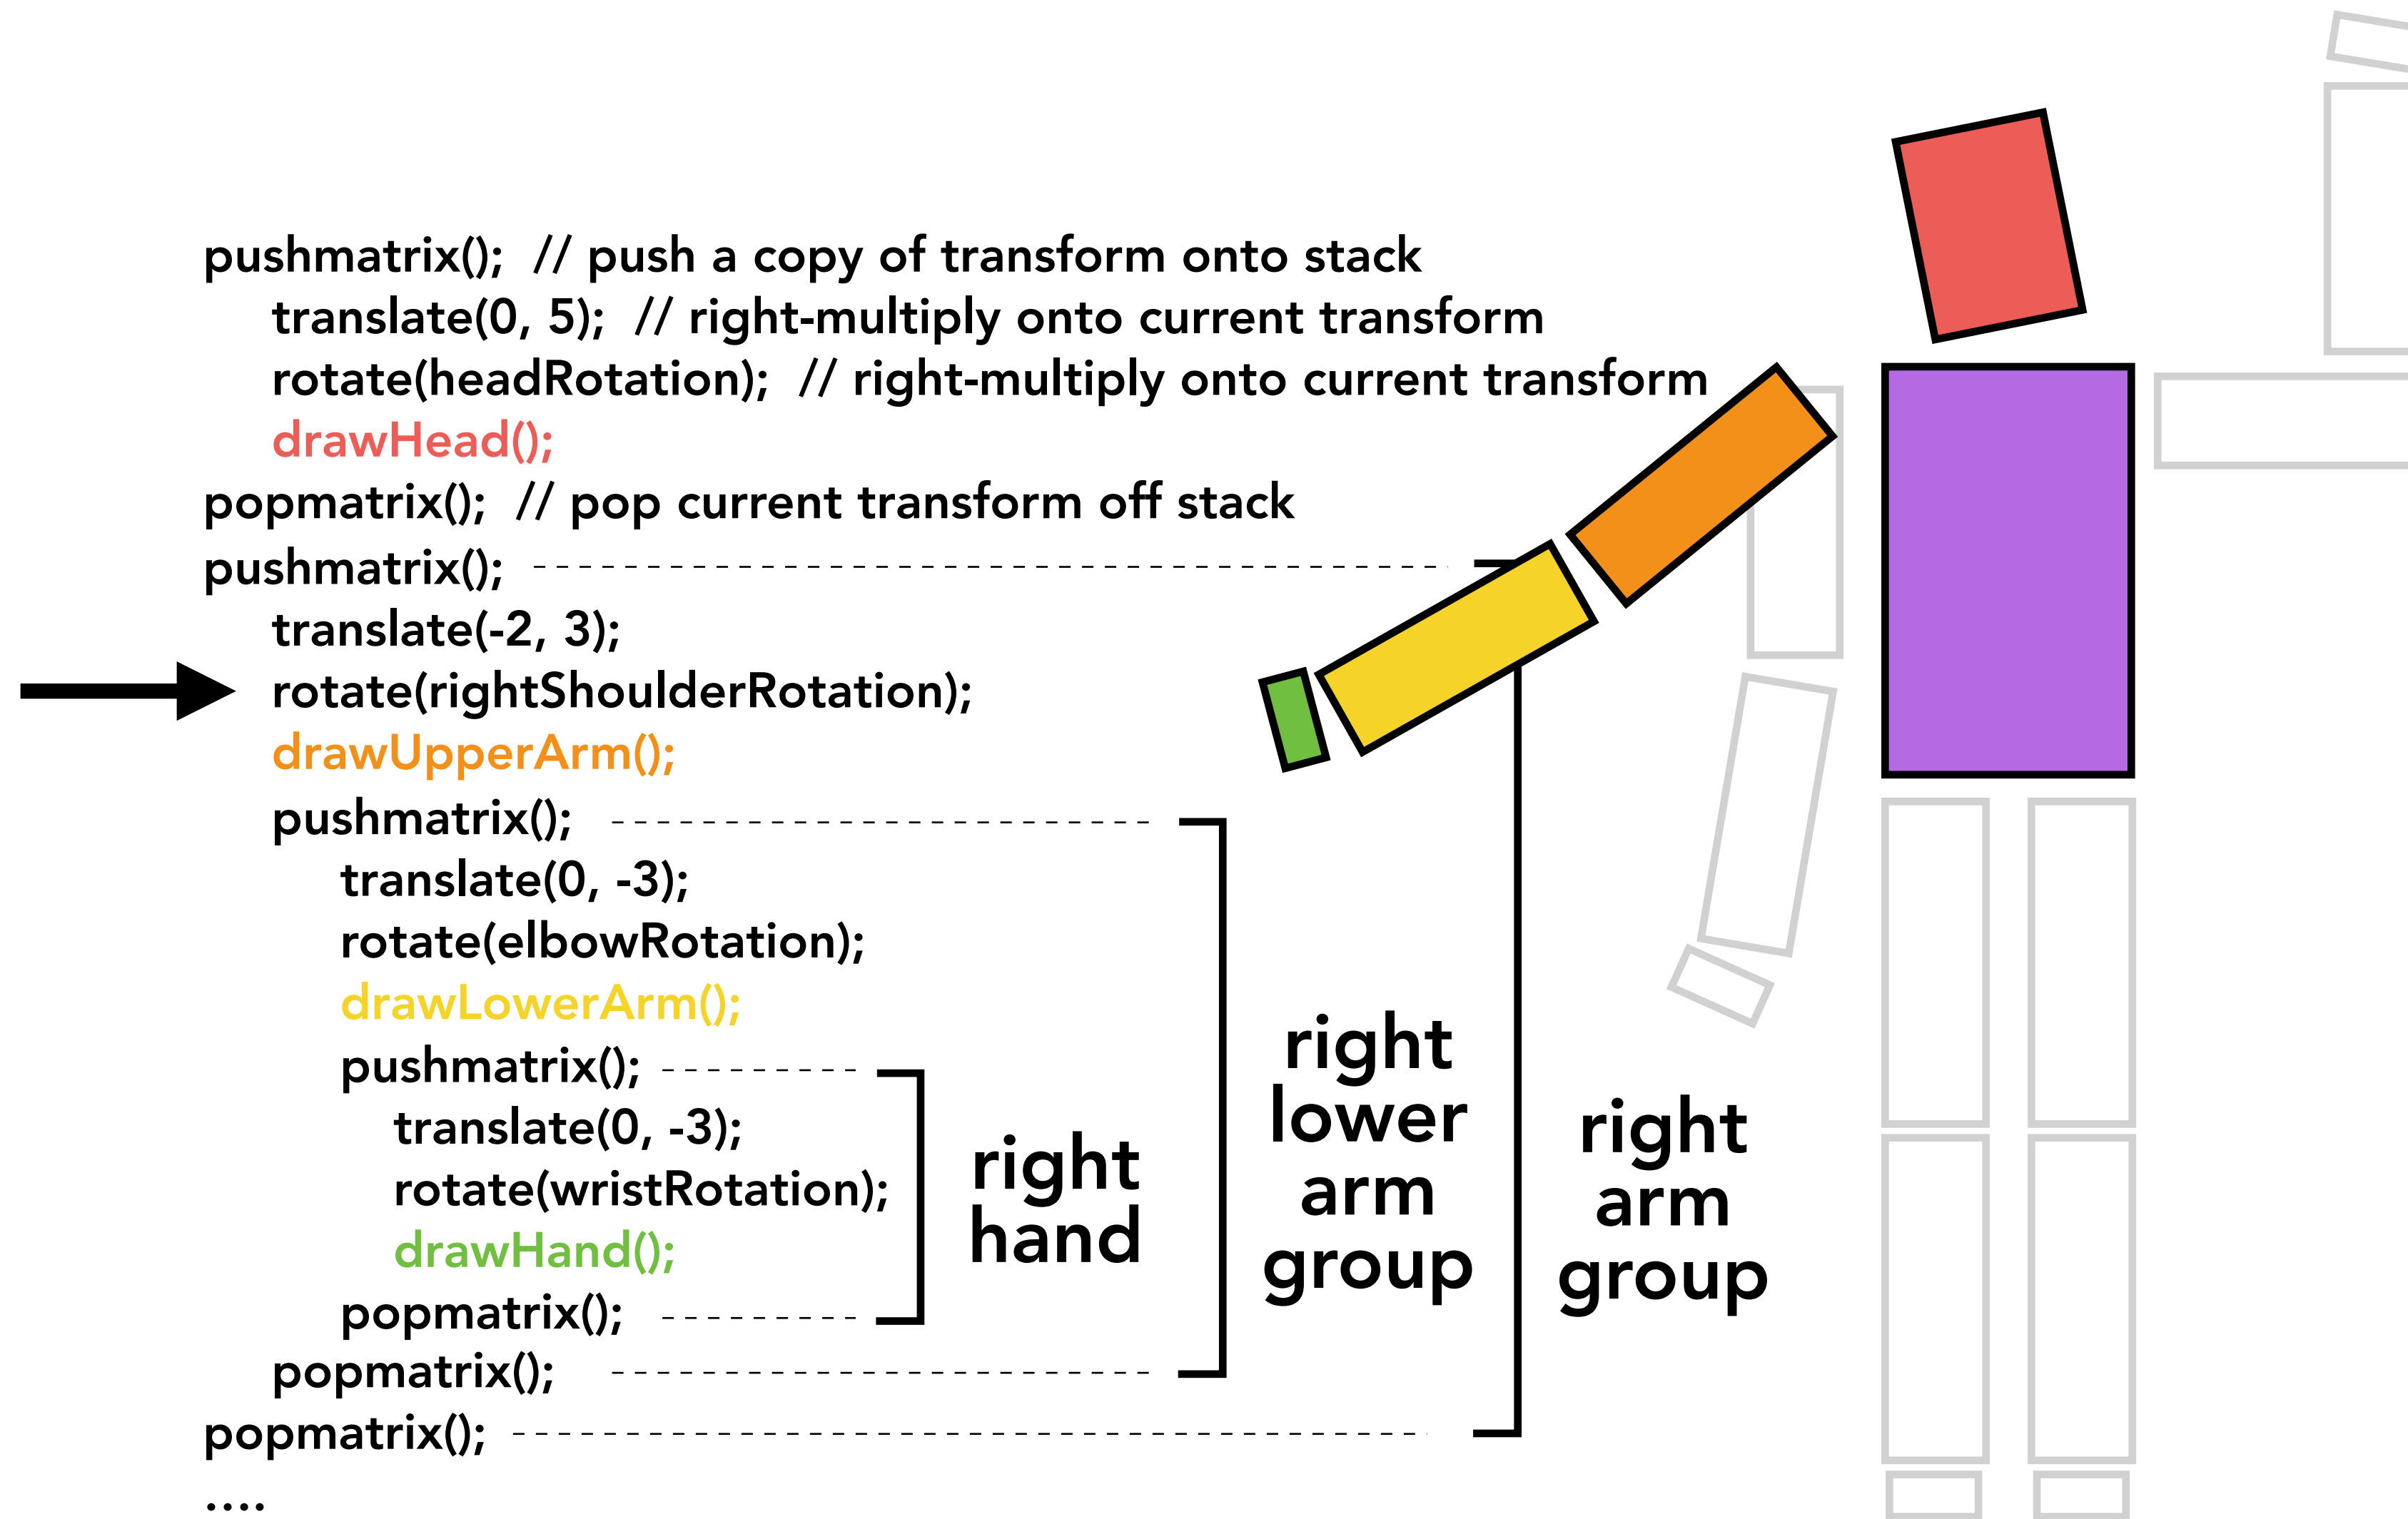 pushmatrix();  // push a copy of transform onto stack
translate(0, 5);  // right-multiply onto current transform
rotate(headRotation);  // right-multiply onto current transform
drawHead();
popmatrix();  // pop current transform off stack
pushmatrix();
translate(-2, 3);
rotate(rightShoulderRotation);
drawUpperArm();
pushmatrix();
translate(0, -3);
rotate(elbowRotation);
drawLowerArm();
pushmatrix();
translate(0, -3);
rotate(wristRotation);
drawHand();
popmatrix();
popmatrix();
popmatrix();
....
right
hand
right
lower
arm
group
right
arm
group